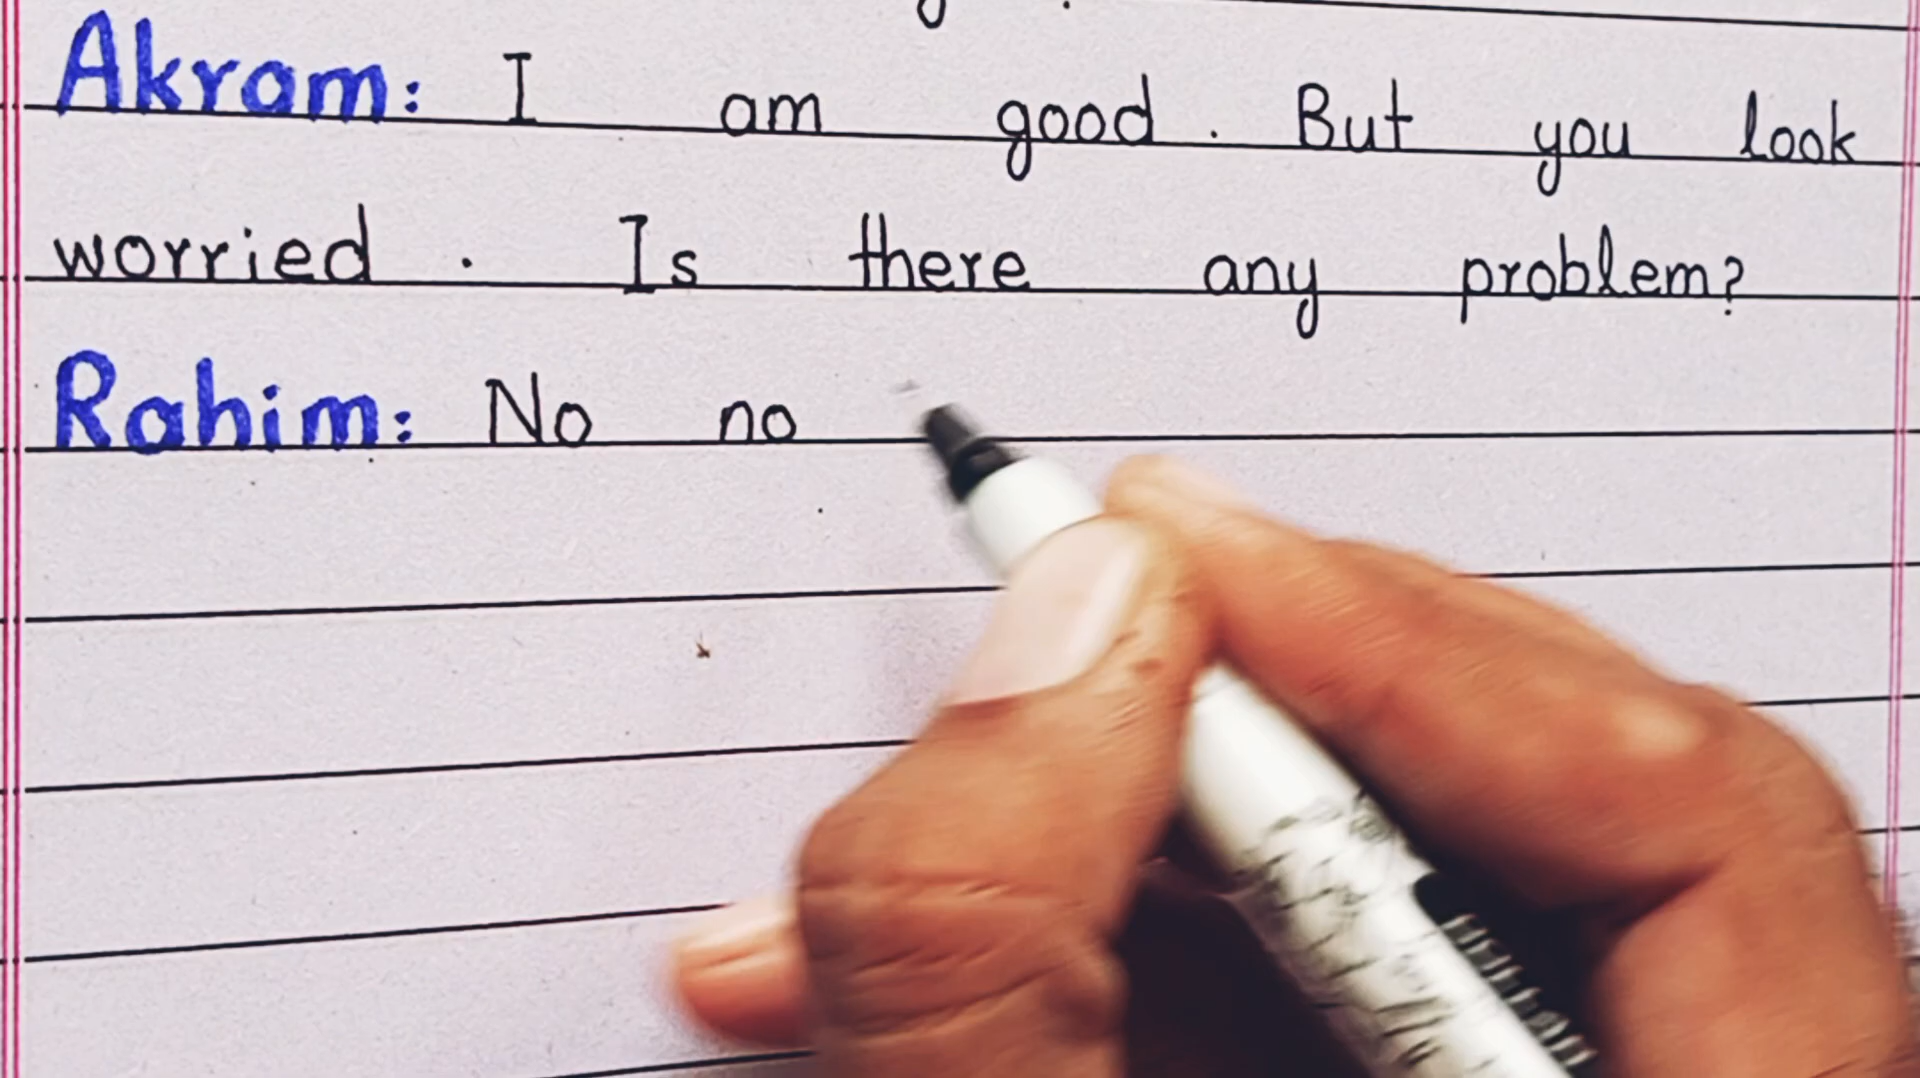 Akram: I am good. But you look
worried. Is there any problem?
Rahim: No no